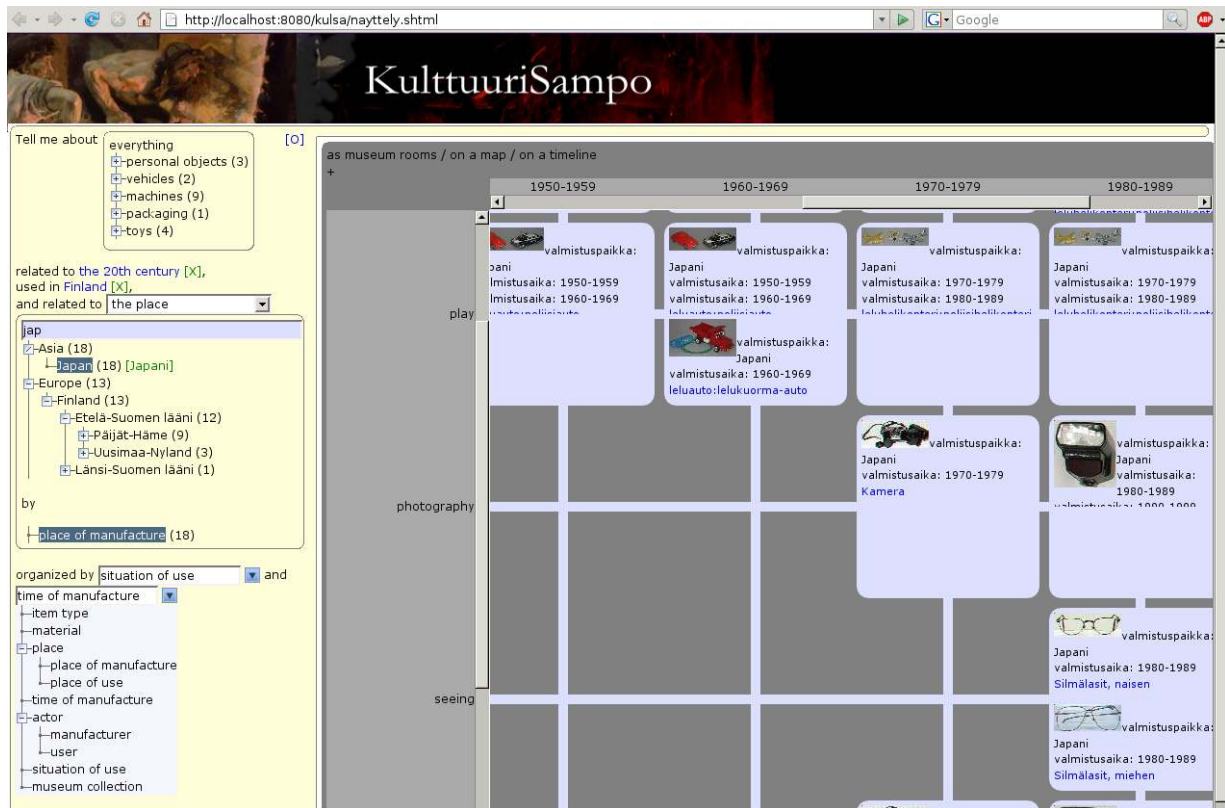 http://localhost:8080/kulsa/nayttely.shtml
G Google
ABP
KulttuuriSampo
Tell me about
[O]
everything
personal objects (3)
vehicles (2)
machines (9)
packaging (1)
toys (4)
related to the 20th century [X],
used in Finland [X],
and related to the place
jap
Asia (18)
Japan (18) [Japani]
Europe (13)
Finland (13)
Etelä-Suomen lääni (12)
Päijät-Häme (9)
Uusimaa-Nyland (3)
Länsi-Suomen lääni (1)
by
place of manufacture (18)
organized by situation of use and
time of manufacture
item type
material
place
place of manufacture
place of use
time of manufacture
actor
manufacturer
user
situation of use
museum collection
as museum rooms / on a map / on a timeline
+
1950-1959 1960-1969 1970-1979 1980-1989
play
valmistuspaikka:
pani
lmistusaika: 1950-1959
lmistusaika: 1960-1969
valmistuspaikka:
Japani
valmistusaika: 1950-1959
valmistusaika: 1960-1969
valmistuspaikka:
Japani
valmistusaika: 1970-1979
valmistusaika: 1980-1989
valmistuspaikka:
Japani
valmistusaika: 1970-1979
valmistusaika: 1980-1989
valmistuspaikka:
Japani
valmistusaika: 1960-1969
leluauto:lelukuorma-auto
photography
valmistuspaikka:
Japani
valmistusaika: 1970-1979
Kamera
valmistuspaikka:
Japani
valmistusaika:
1980-1989
seeing
valmistuspaikka:
Japani
valmistusaika: 1980-1989
Silmälasit, naisen
valmistuspaikka:
Japani
valmistusaika: 1980-1989
Silmälasit, miehen